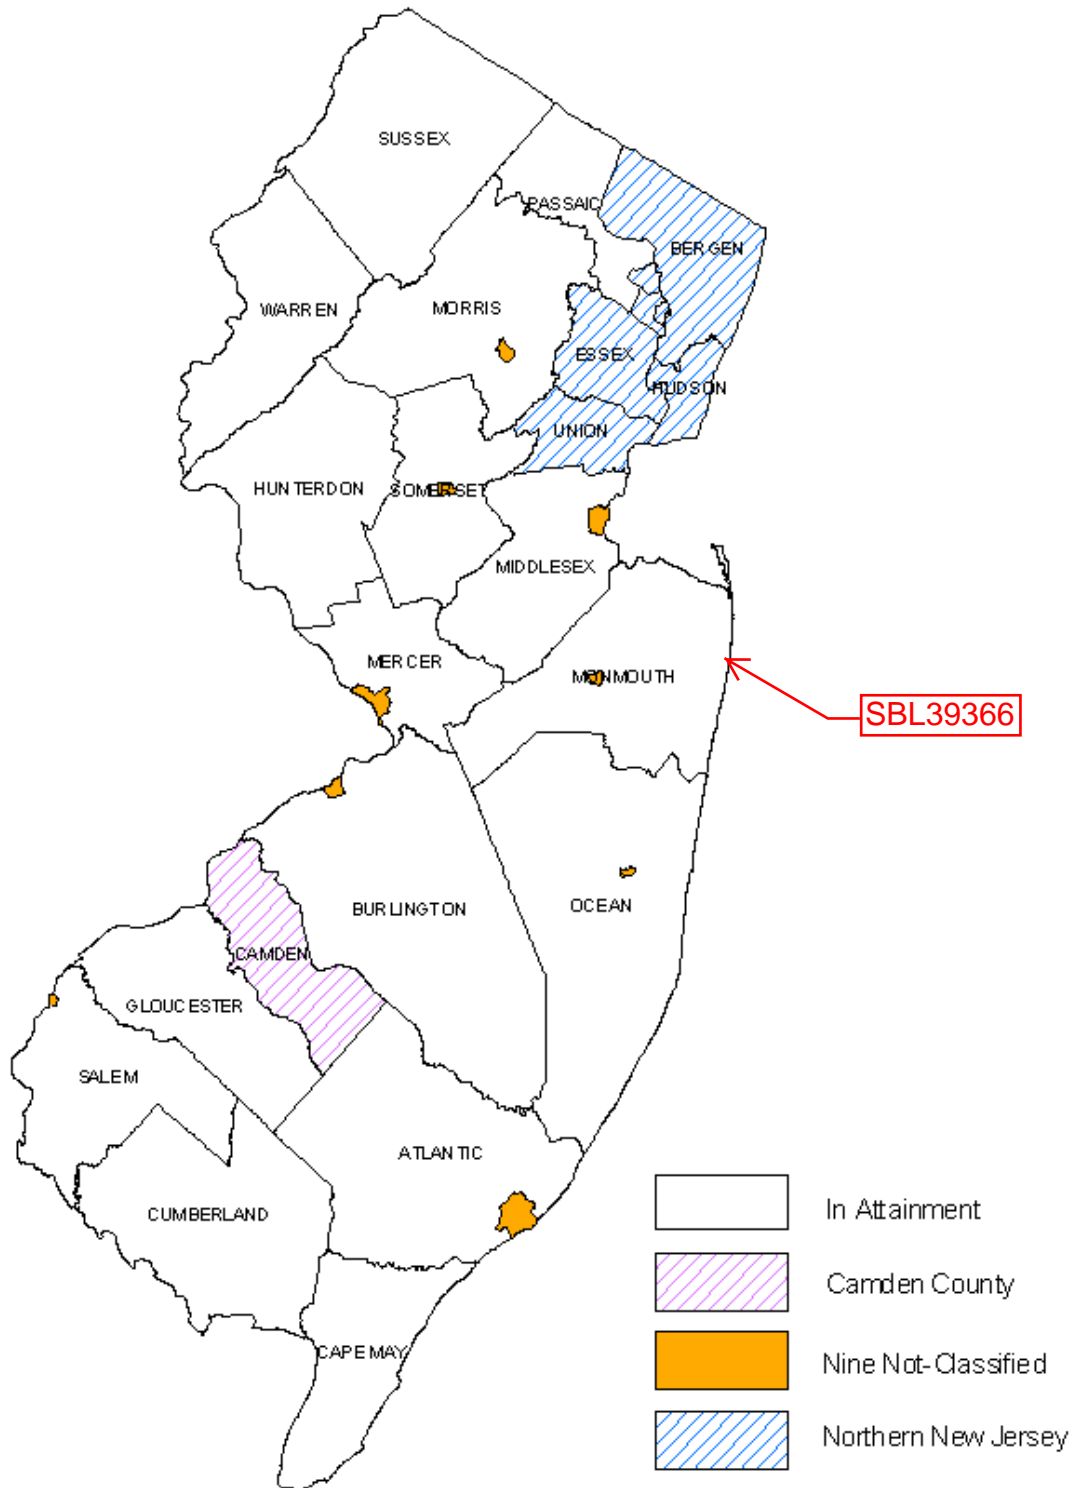 SUSSEX
PASSAIC
BERGEN
WARREN
MORRIS
ESSEX
HUDSON
UNION
HUNTERDON
SOMERSET
MIDDLESEX
MERCER
MONMOUTH
SBL39366
BURLINGTON
OCEAN
CAMDEN
GLOUCESTER
SALEM
ATLANTIC
CUMBERLAND
CAPE MAY
In Attainment
Camden County
Nine Not-Classified
Northern New Jersey